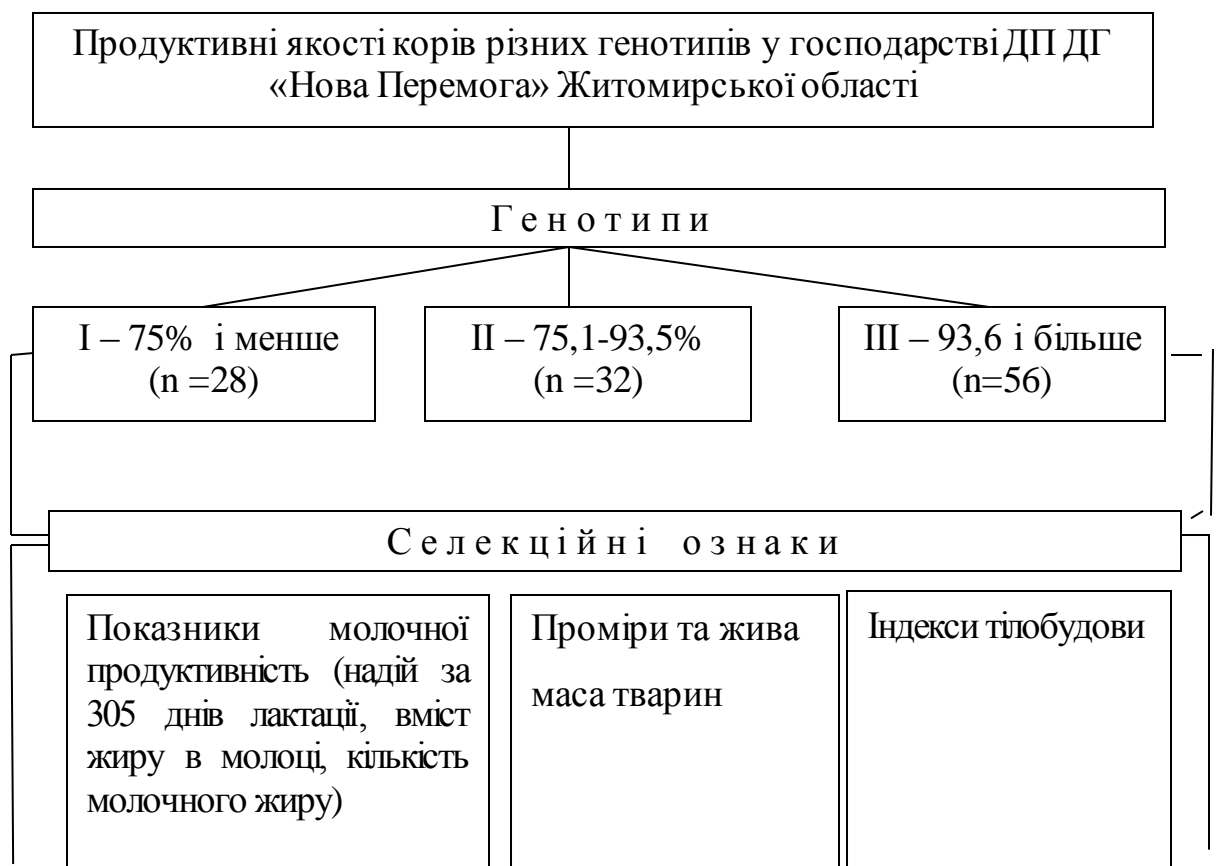 Продуктивні якості корів різних генотипів у господарстві ДП ДГ
«Нова Перемога» Житомирської області
Г е н о т и п и
І – 75% і менше
(n =28)
ІІ – 75,1-93,5%
(n =32)
ІІІ – 93,6 і більше
(n=56)
С е л е к ц і й н і о з н а к и
Показники молочної
продуктивність (надій за
305 днів лактації, вміст
жиру в молоці, кількість
молочного жиру)
Проміри та жива
маса тварин
Індекси тілобудови